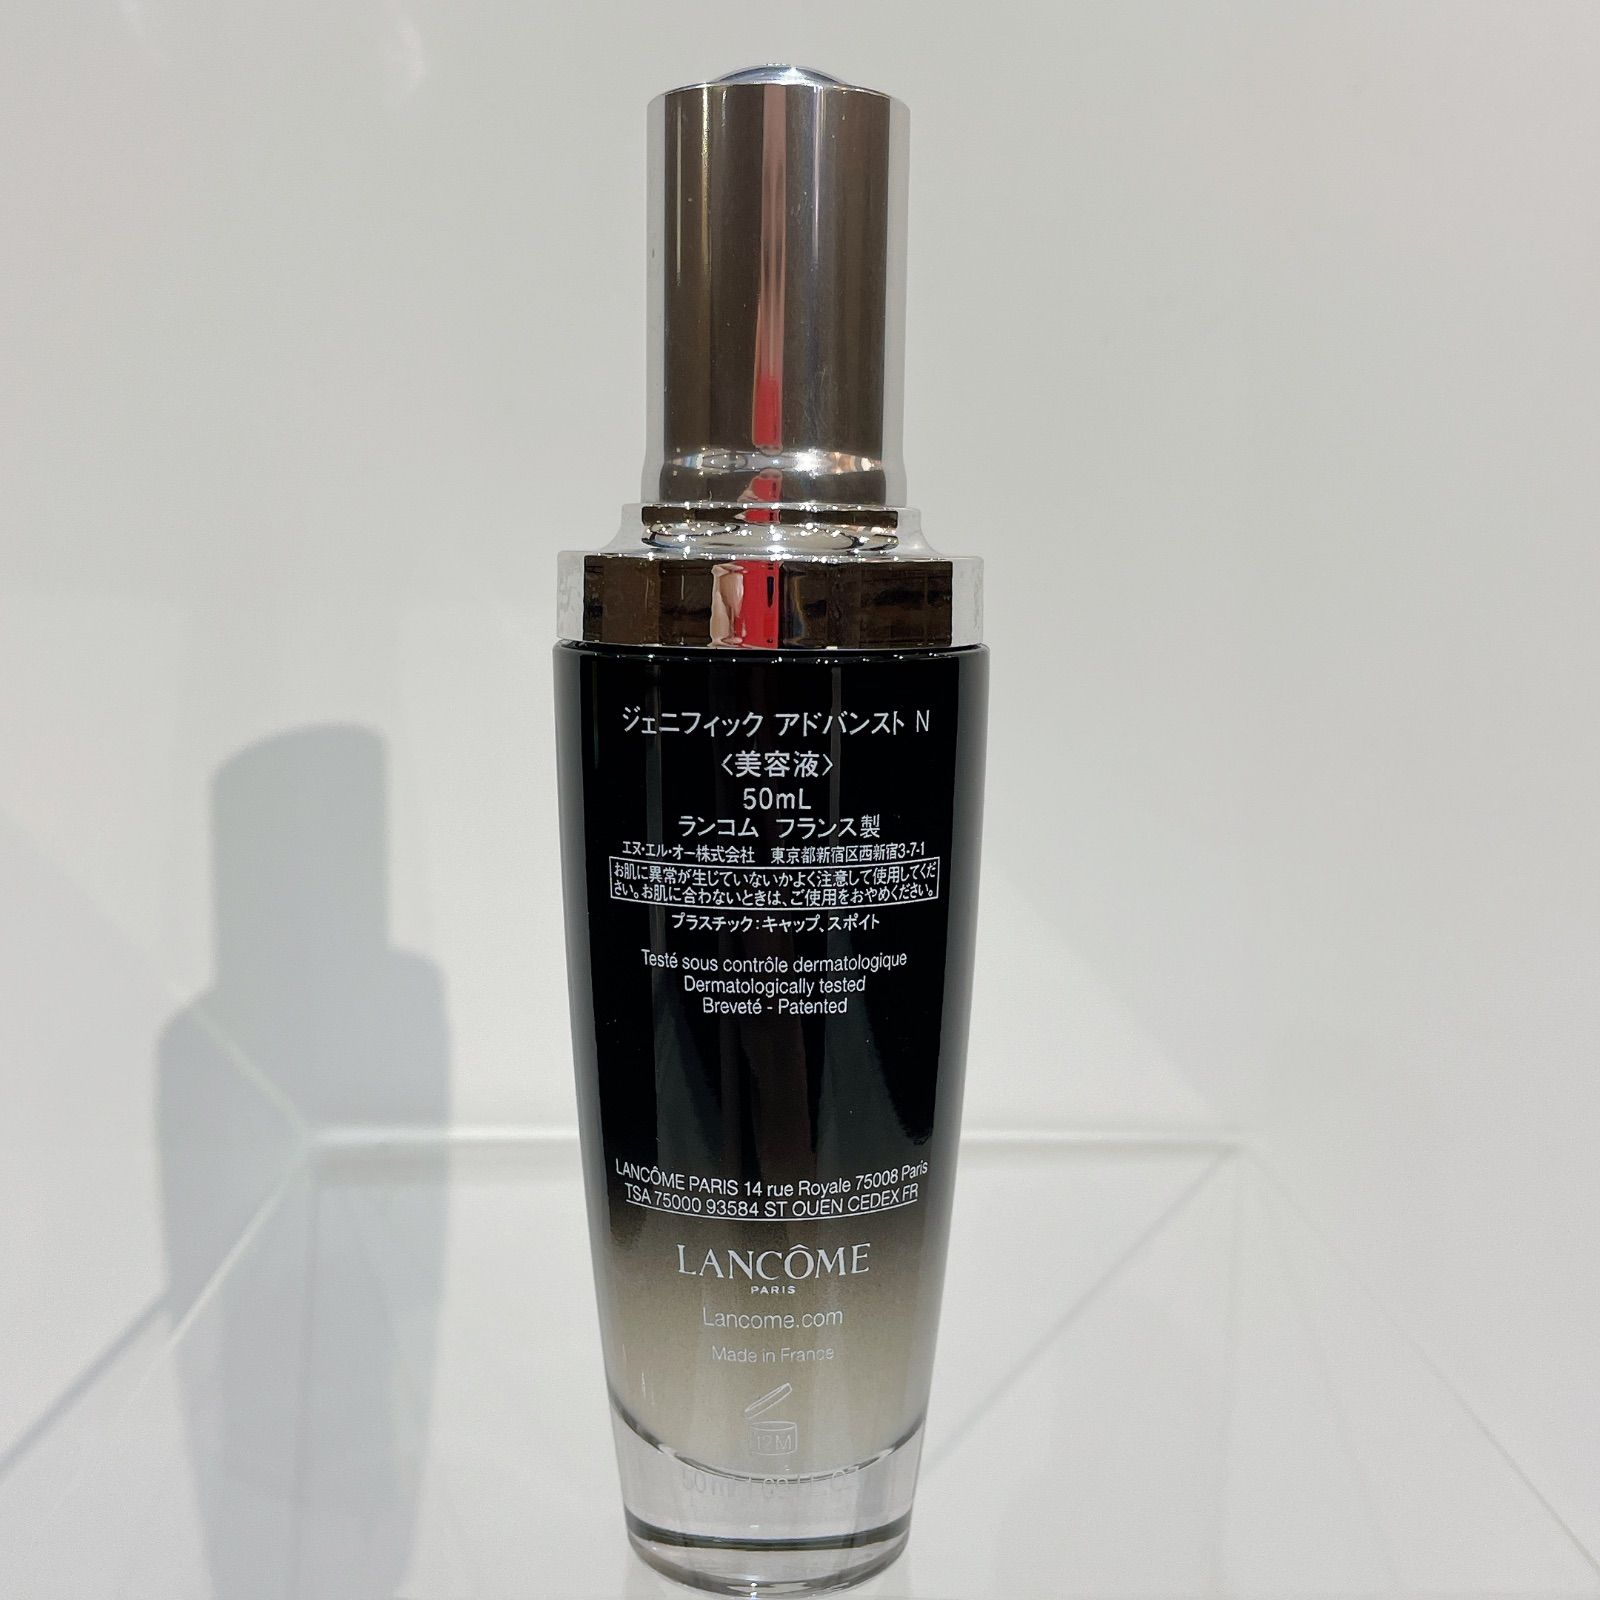 ジェニフィック アドバンスト N
〈美容液〉
50mL
ランコム フランス製
エヌ・エル・オー株式会社 東京都新宿区西新宿3-7-1
お肌に異常が生じていないかよく注意して使用してくだ
さい。お肌に合わないときは、ご使用をおやめください。
プラスチック:キャップ、スポイト
Testé sous contrôle dermatologique
Dermatologically tested
Breveté - Patented
LANCÔME PARIS 14 rue Royale 75008 Paris
TSA 75000 93584 ST OUEN CEDEX FR
LANCÔME
PARIS
Lancome.com
Made in France
12M